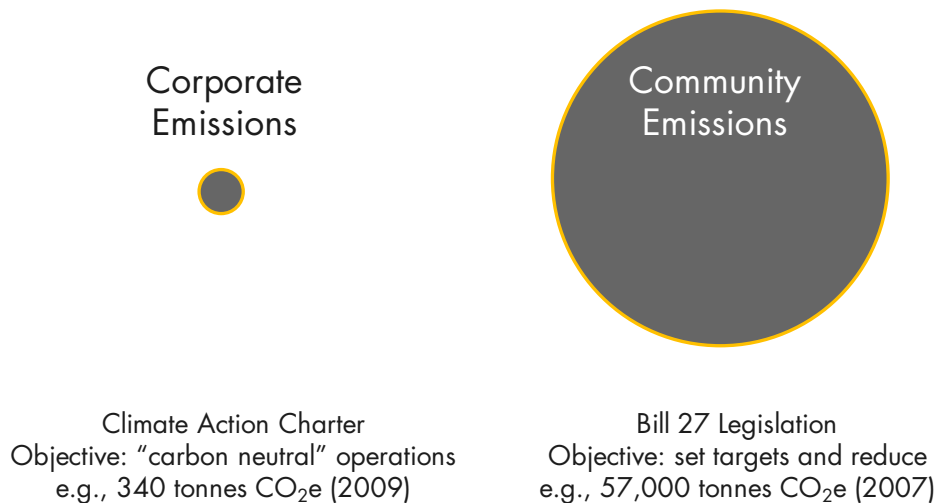 Corporate
Emissions
Community
Emissions
Climate Action Charter
Objective: “carbon neutral” operations
e.g., 340 tonnes CO₂e (2009)
Bill 27 Legislation
Objective: set targets and reduce
e.g., 57,000 tonnes CO₂e (2007)